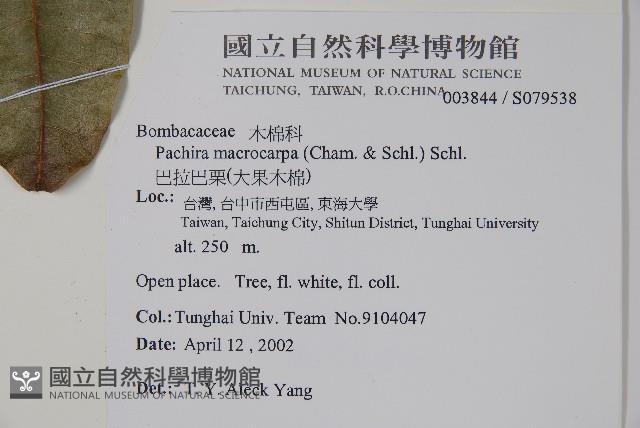 國立自然科學博物館
NATIONAL MUSEUM OF NATURAL SCIENCE
TAICHUNG, TAIWAN, R.O.CHINA 003844 / S079538
Bombacaceae 木棉科
Pachira macrocarpa (Cham. & Schl.) Schl.
巴拉巴栗(大果木棉)
Loc.: 台灣, 台中市西屯區, 東海大學
Taiwan, Taichung City, Shitun District, Tunghai University
alt. 250 m.
Open place. Tree, fl. white, fl. coll.
Col.: Tunghai Univ. Team No.9104047
Date: April 12 , 2002
Det.: T. Y. Aleck Yang
國立自然科學博物館
NATIONAL MUSEUM OF NATURAL SCIENCE